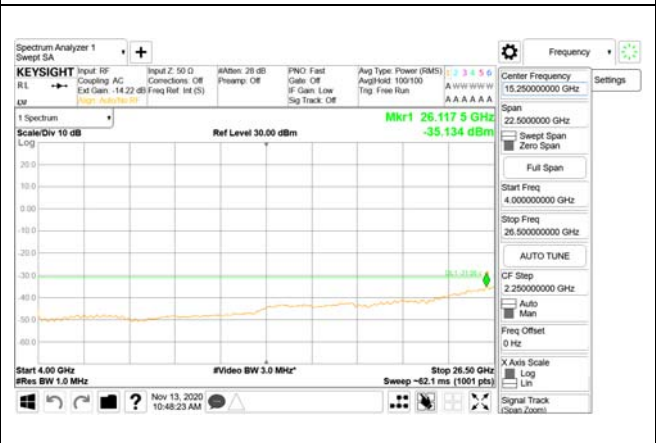 Spectrum Analyzer 1
Swept SA
+
Frequency
KEYSIGHT
Input: RF
Coupling: AC
Ext Gain: -14.22 dB
Align: Auto/No RF
Input Z: 50 Ω
Corrections: Off
Freq Ref: Int (S)
#Atten: 28 dB
Preamp: Off
PNO: Fast
Gate: Off
IF Gain: Low
Sig Track: Off
Avg Type: Power (RMS)
Avg|Hold: 100/100
Trig: Free Run
1 2 3 4 5 6
A W W W W W
A A A A A A
RL
LXI
1 Spectrum
Scale/Div 10 dB
Ref Level 30.00 dBm
Mkr1 26.117 5 GHz
-35.134 dBm
Log
20.0
10.0
0.00
-10.0
-20.0
-30.0
-40.0
-50.0
-60.0
Start 4.00 GHz
#Res BW 1.0 MHz
#Video BW 3.0 MHz*
Stop 26.50 GHz
Sweep ~62.1 ms (1001 pts)
Nov 13, 2020
10:48:23 AM
Center Frequency
15.250000000 GHz
Settings
Span
22.5000000 GHz
Swept Span
Zero Span
Full Span
Start Freq
4.000000000 GHz
Stop Freq
26.500000000 GHz
AUTO TUNE
CF Step
2.250000000 GHz
Auto
Man
Freq Offset
0 Hz
X Axis Scale
Log
Lin
Signal Track
(Span Zoom)